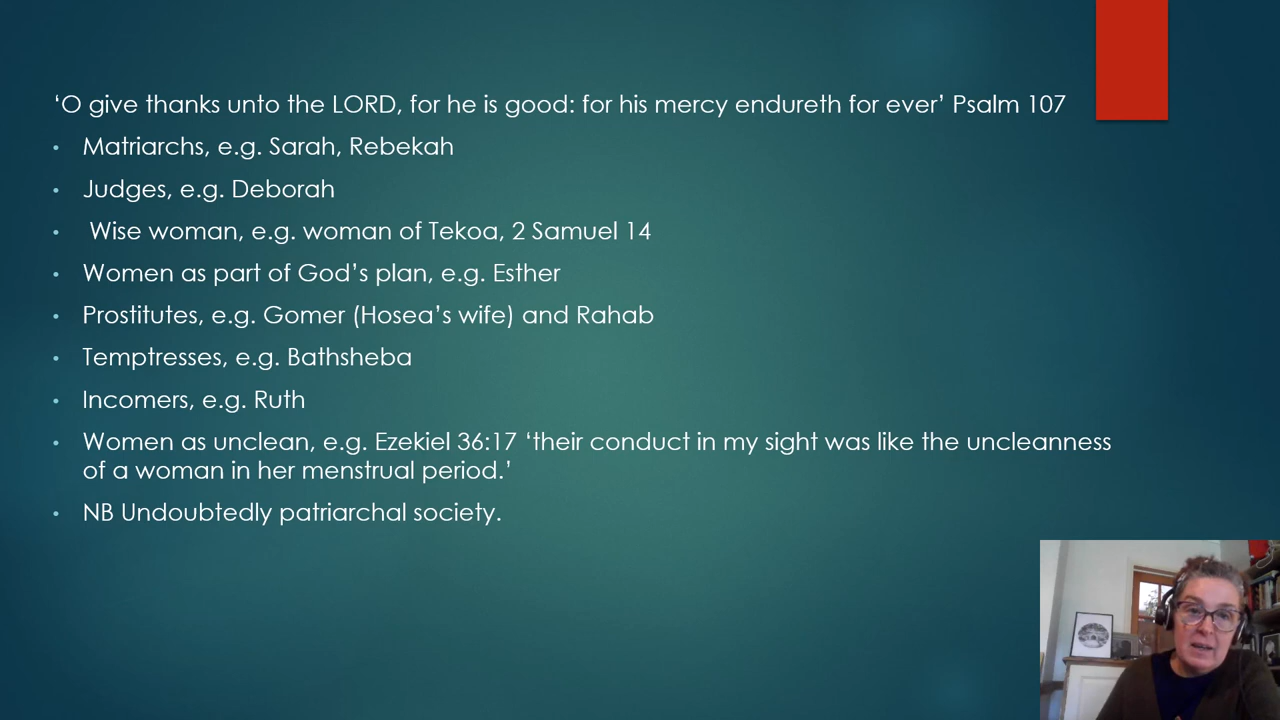 ‘O give thanks unto the LORD, for he is good: for his mercy endureth for ever’ Psalm 107
• Matriarchs, e.g. Sarah, Rebekah
• Judges, e.g. Deborah
• Wise woman, e.g. woman of Tekoa, 2 Samuel 14
• Women as part of God’s plan, e.g. Esther
• Prostitutes, e.g. Gomer (Hosea’s wife) and Rahab
• Temptresses, e.g. Bathsheba
• Incomers, e.g. Ruth
• Women as unclean, e.g. Ezekiel 36:17 ‘their conduct in my sight was like the uncleanness
of a woman in her menstrual period.’
• NB Undoubtedly patriarchal society.